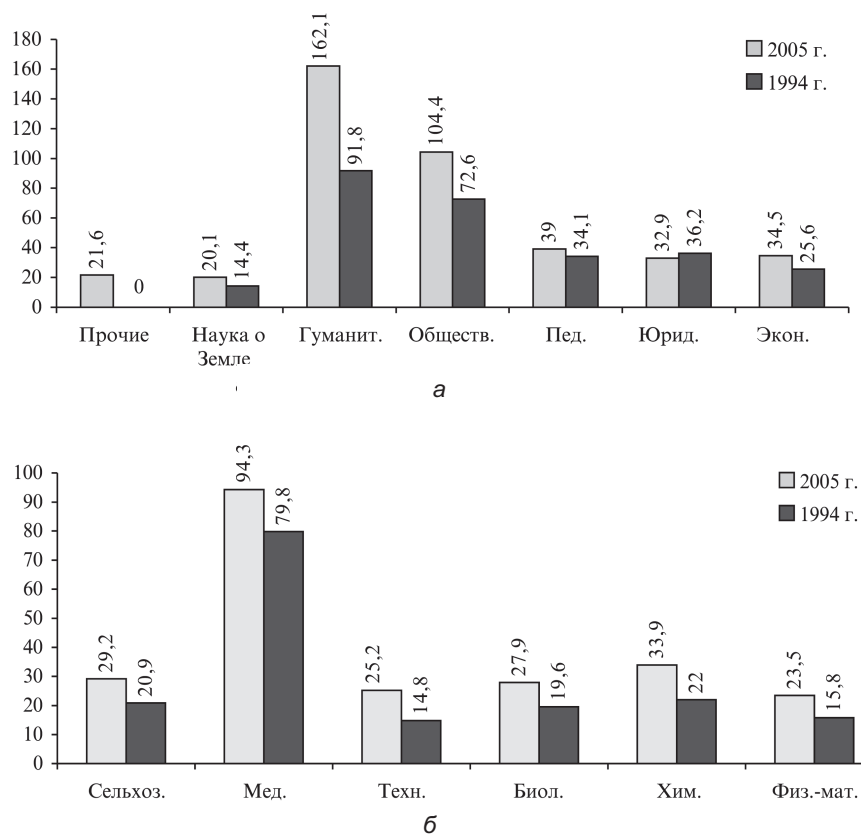 180
160
140
120
100
80
60
40
20
0
2005 г.
1994 г.
21,6
0
20,1
14,4
162,1
91,8
104,4
72,6
39
34,1
32,9
36,2
34,5
25,6
Прочие
Наука о
Земле
Гуманит.
Обществ.
Пед.
Юрид.
Экон.
а
100
90
80
70
60
50
40
30
20
10
0
2005 г.
1994 г.
29,2
20,9
94,3
79,8
25,2
14,8
27,9
19,6
33,9
22
23,5
15,8
Сельхоз.
Мед.
Техн.
Биол.
Хим.
Физ.-мат.
б